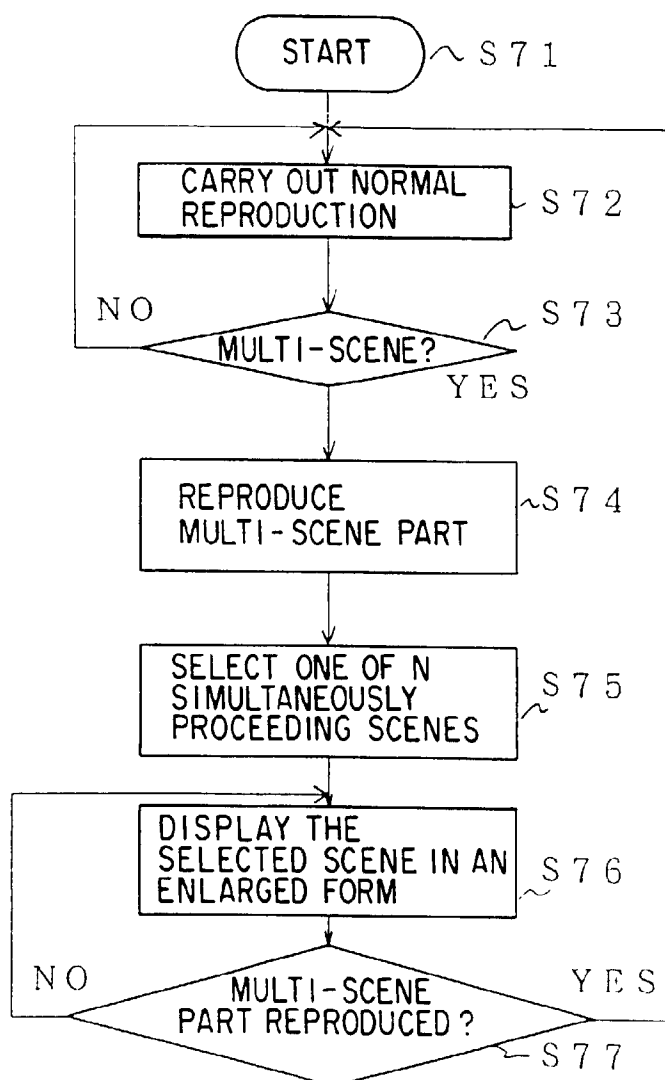 START
S71
CARRY OUT NORMAL
REPRODUCTION
S72
NO
S73
MULTI-SCENE?
YES
REPRODUCE
MULTI-SCENE PART
S74
SELECT ONE OF N
SIMULTANEOUSLY
PROCEEDING SCENES
S75
DISPLAY THE
SELECTED SCENE IN AN
ENLARGED FORM
S76
NO
YES
MULTI-SCENE
PART REPRODUCED?
S77